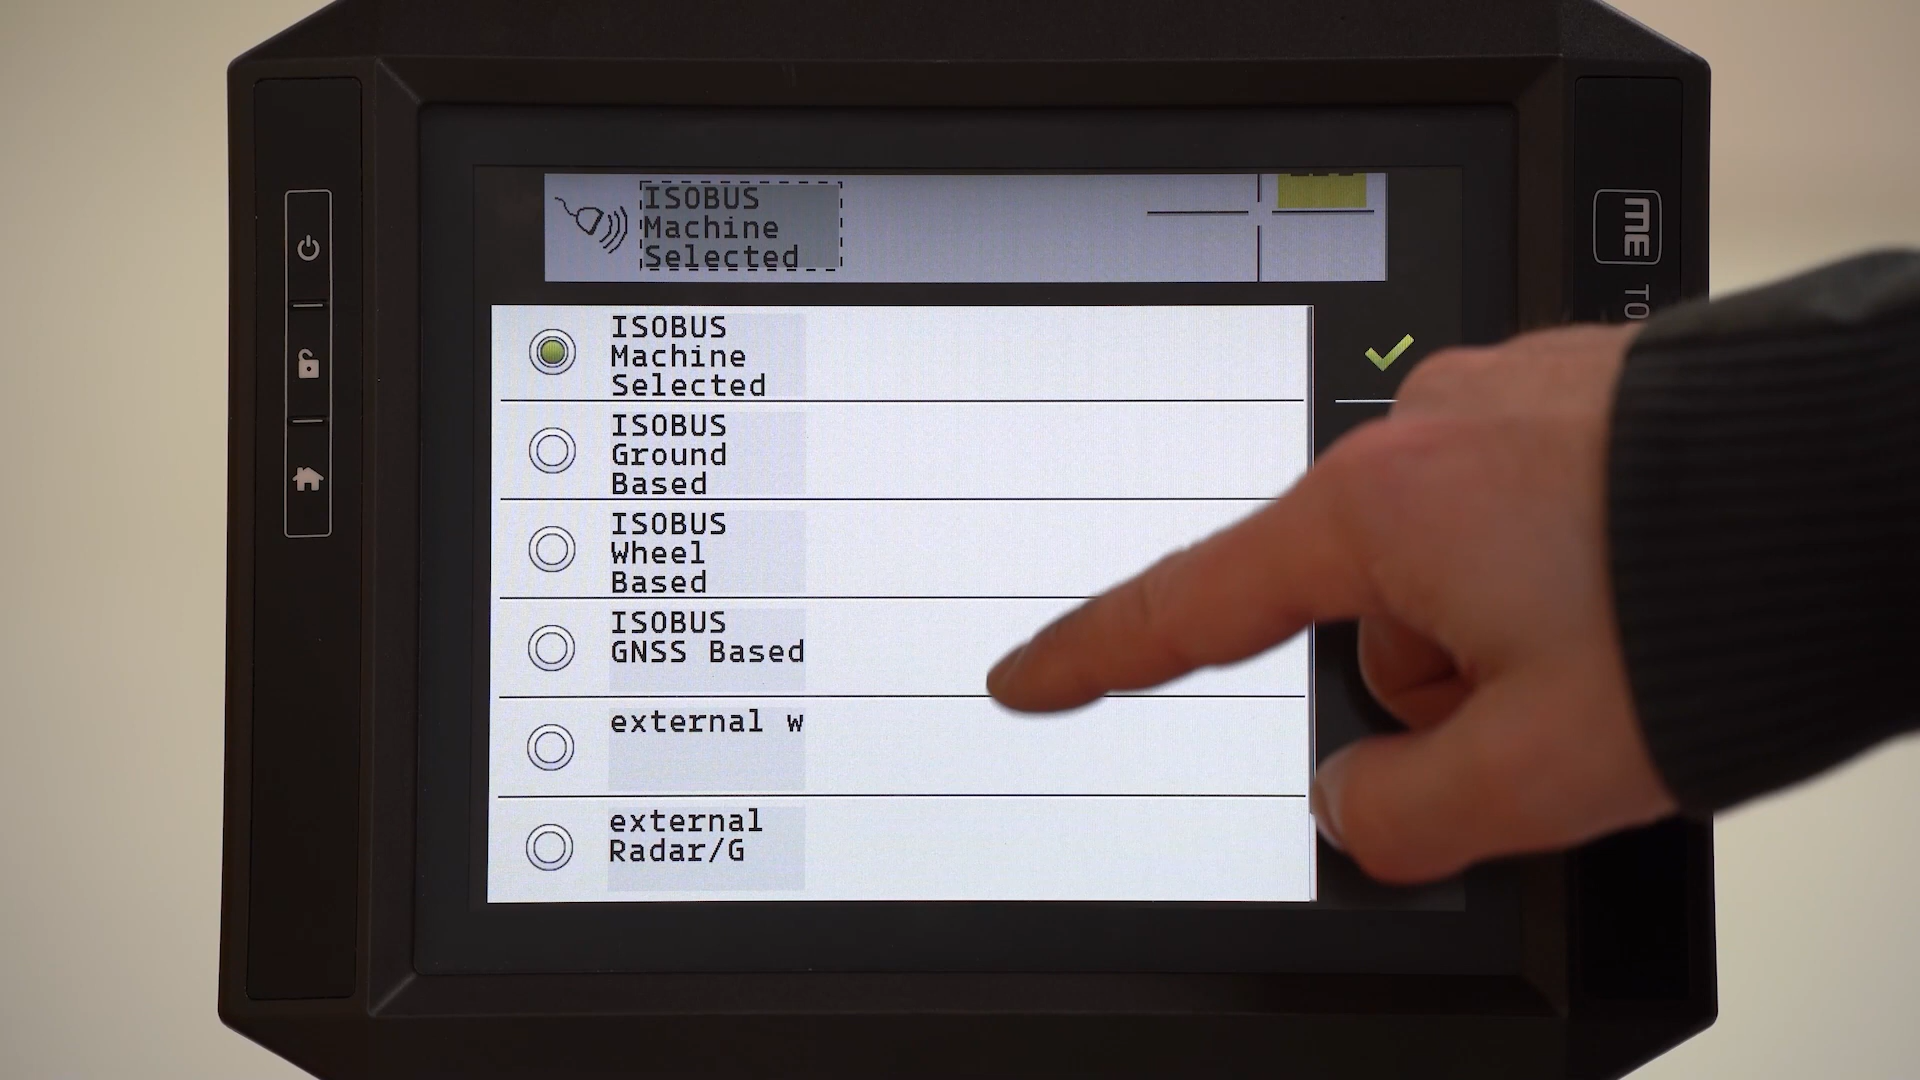 ISOBUS
Machine
Selected
ISOBUS
Machine
Selected
ISOBUS
Ground
Based
ISOBUS
Wheel
Based
ISOBUS
GNSS Based
external w
external
Radar/G
ME
TO